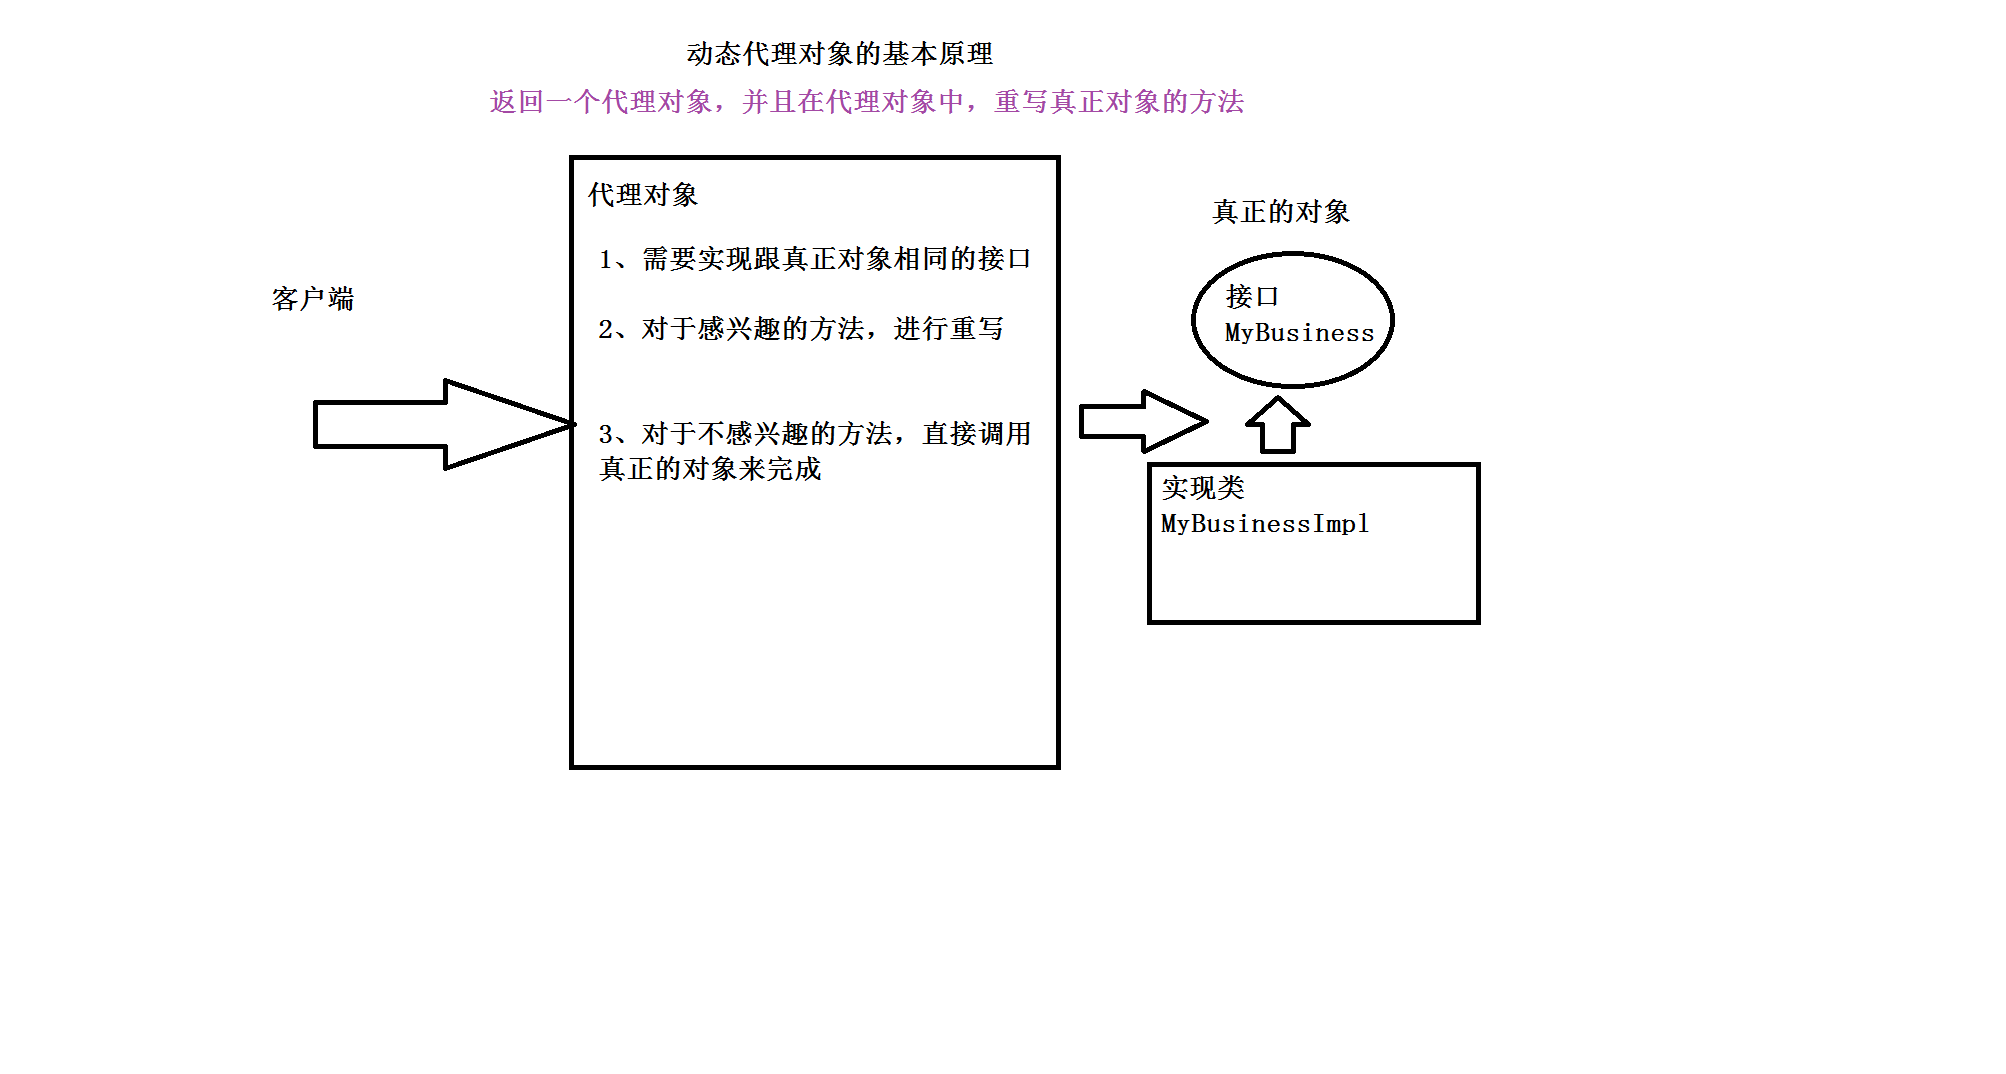 动态代理对象的基本原理
返回一个代理对象，并且在代理对象中，重写真正对象的方法
客户端
代理对象
1、需要实现跟真正对象相同的接口
2、对于感兴趣的方法，进行重写
3、对于不感兴趣的方法，直接调用
真正的对象来完成
真正的对象
接口
MyBusiness
实现类
MyBusinessImpl